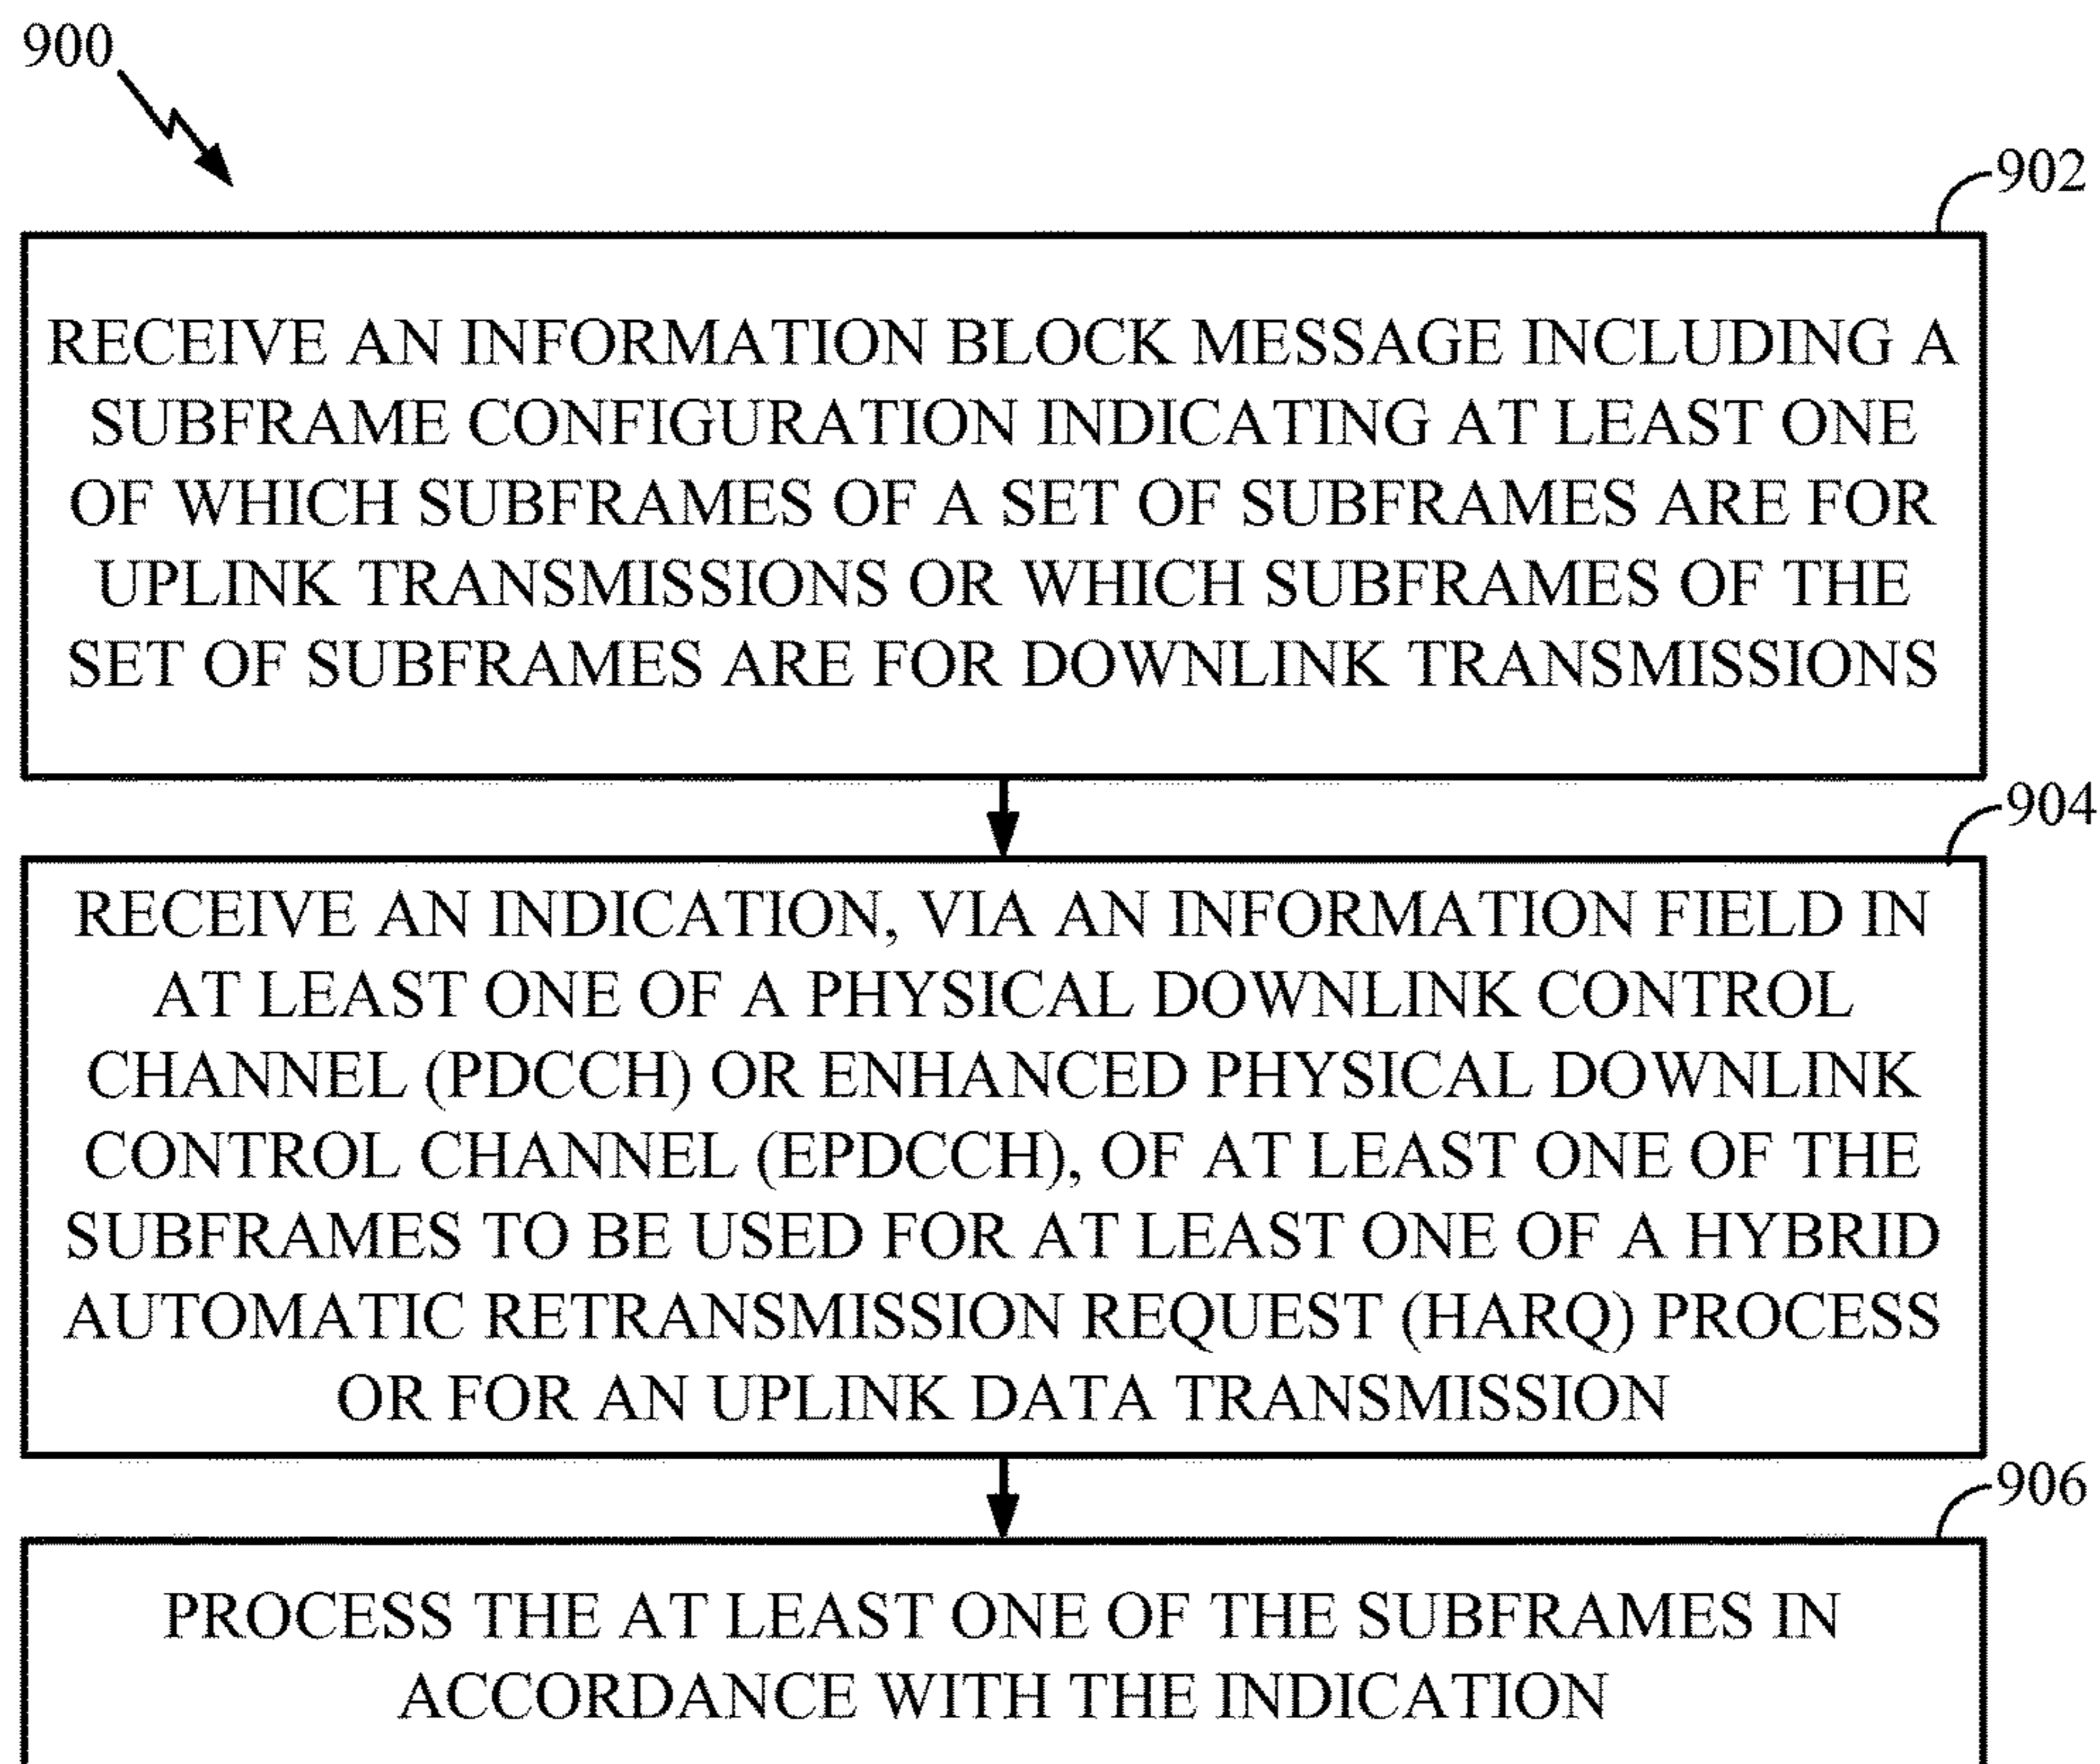 900
902
RECEIVE AN INFORMATION BLOCK MESSAGE INCLUDING A
SUBFRAME CONFIGURATION INDICATING AT LEAST ONE
OF WHICH SUBFRAMES OF A SET OF SUBFRAMES ARE FOR
UPLINK TRANSMISSIONS OR WHICH SUBFRAMES OF THE
SET OF SUBFRAMES ARE FOR DOWNLINK TRANSMISSIONS
904
RECEIVE AN INDICATION, VIA AN INFORMATION FIELD IN
AT LEAST ONE OF A PHYSICAL DOWNLINK CONTROL
CHANNEL (PDCCH) OR ENHANCED PHYSICAL DOWNLINK
CONTROL CHANNEL (EPDCCH), OF AT LEAST ONE OF THE
SUBFRAMES TO BE USED FOR AT LEAST ONE OF A HYBRID
AUTOMATIC RETRANSMISSION REQUEST (HARQ) PROCESS
OR FOR AN UPLINK DATA TRANSMISSION
906
PROCESS THE AT LEAST ONE OF THE SUBFRAMES IN
ACCORDANCE WITH THE INDICATION